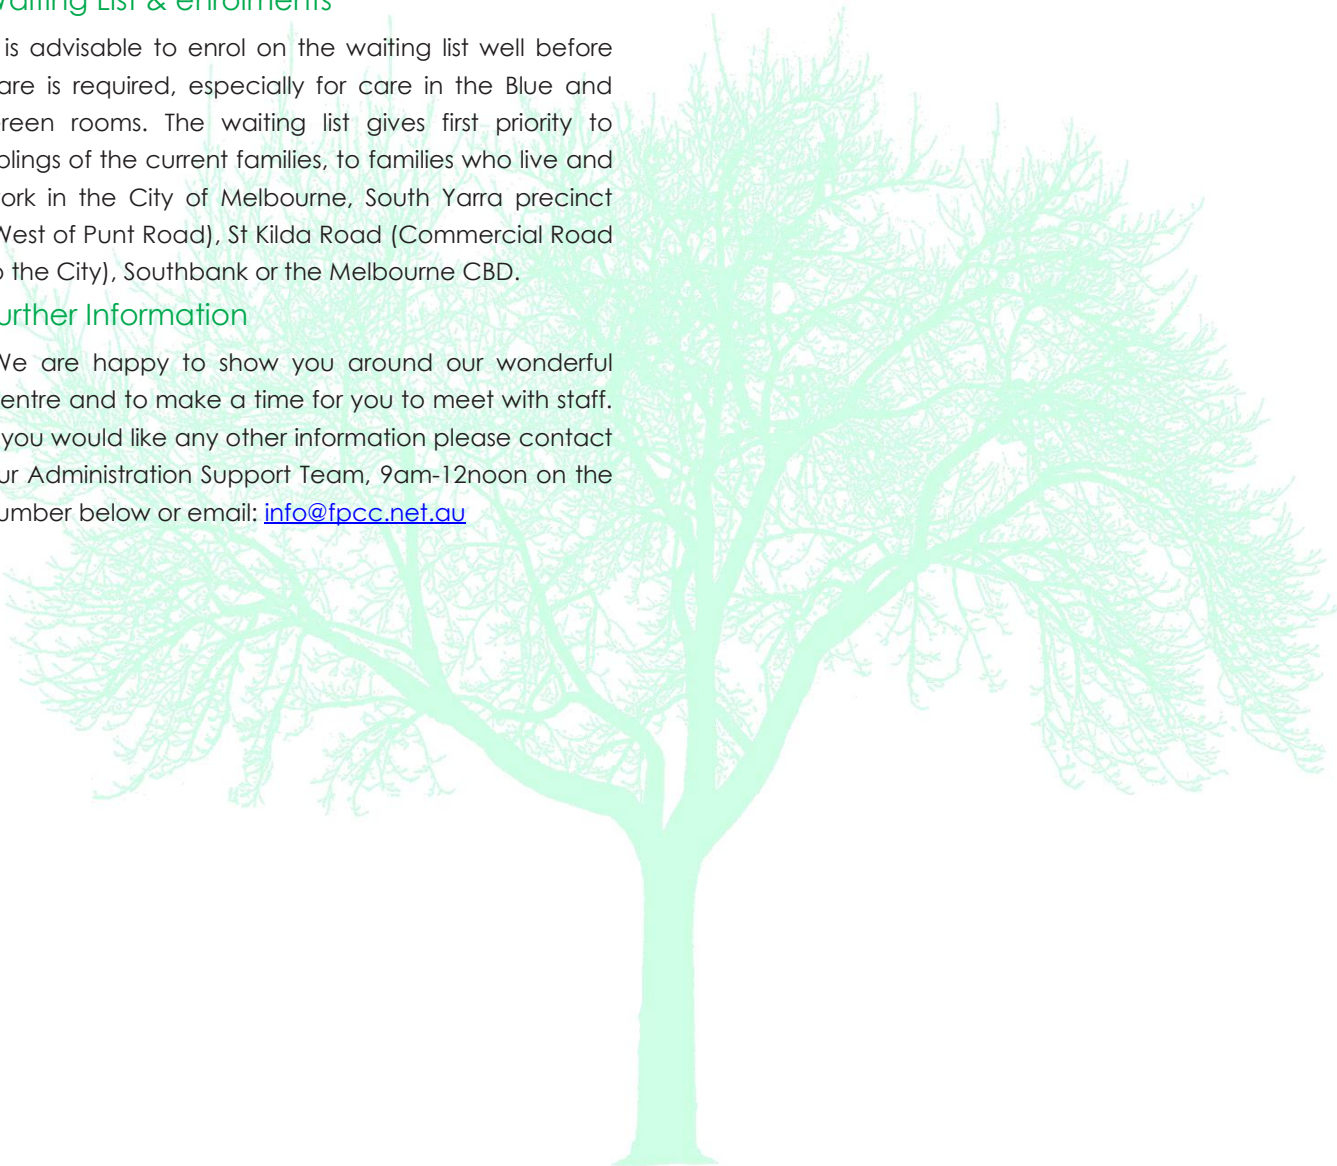 aiting List & enrolments
is advisable to enrol on the waiting list well before
are is required, especially for care in the Blue and
reen rooms. The waiting list gives first priority to
blings of the current families, to families who live and
ork in the City of Melbourne, South Yarra precinct
West of Punt Road), St Kilda Road (Commercial Road
o the City), Southbank or the Melbourne CBD.
urther Information
We are happy to show you around our wonderful
entre and to make a time for you to meet with staff.
you would like any other information please contact
ur Administration Support Team, 9am-12noon on the
umber below or email: info@fpcc.net.au